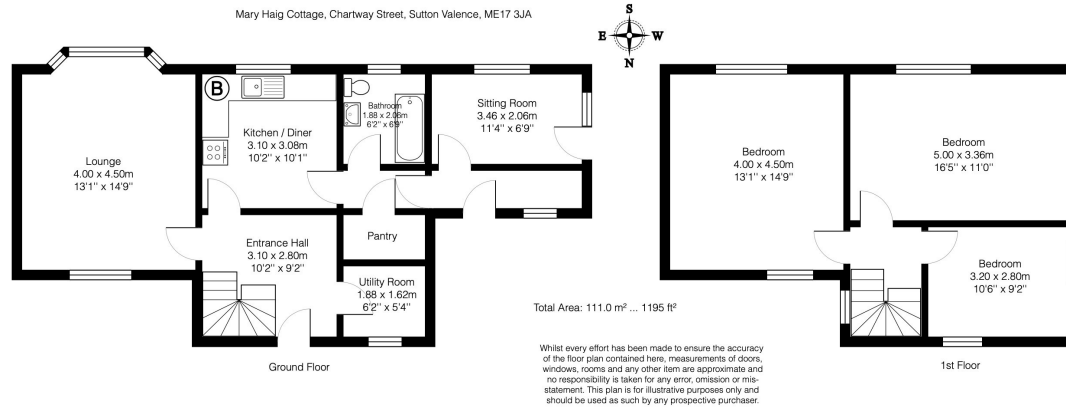 Mary Haig Cottage, Chartway Street, Sutton Valence, ME17 3JA
S
E
W
N
B
Lounge
4.00 x 4.50m
13'1" x 14'9"
Kitchen / Diner
3.10 x 3.08m
10'2" x 10'1"
Bathroom
1.88 x 2.06m
6'2" x 6'9"
Sitting Room
3.46 x 2.06m
11'4" x 6'9"
Entrance Hall
3.10 x 2.80m
10'2" x 9'2"
Pantry
Utility Room
1.88 x 1.62m
6'2" x 5'4"
Ground Floor
Bedroom
4.00 x 4.50m
13'1" x 14'9"
Bedroom
5.00 x 3.36m
16'5" x 11'0"
Bedroom
3.20 x 2.80m
10'6" x 9'2"
1st Floor
Total Area: 111.0 m² ... 1195 ft²
Whilst every effort has been made to ensure the accuracy
of the floor plan contained here, measurements of doors,
windows, rooms and any other item are approximate and
no responsibility is taken for any error, omission or mis-
statement. This plan is for illustrative purposes only and
should be used as such by any prospective purchaser.